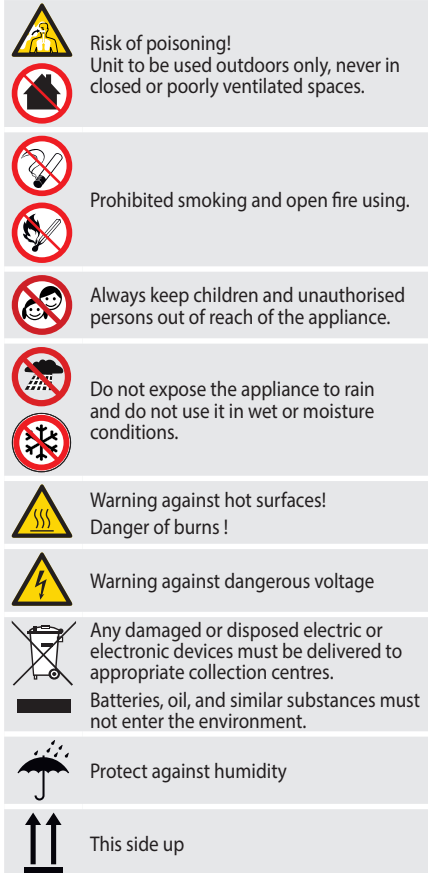 Risk of poisoning!
Unit to be used outdoors only, never in
closed or poorly ventilated spaces.
Prohibited smoking and open fire using.
Always keep children and unauthorised
persons out of reach of the appliance.
Do not expose the appliance to rain
and do not use it in wet or moisture
conditions.
Warning against hot surfaces!
Danger of burns !
Warning against dangerous voltage
Any damaged or disposed electric or
electronic devices must be delivered to
appropriate collection centres.
Batteries, oil, and similar substances must
not enter the environment.
Protect against humidity
This side up